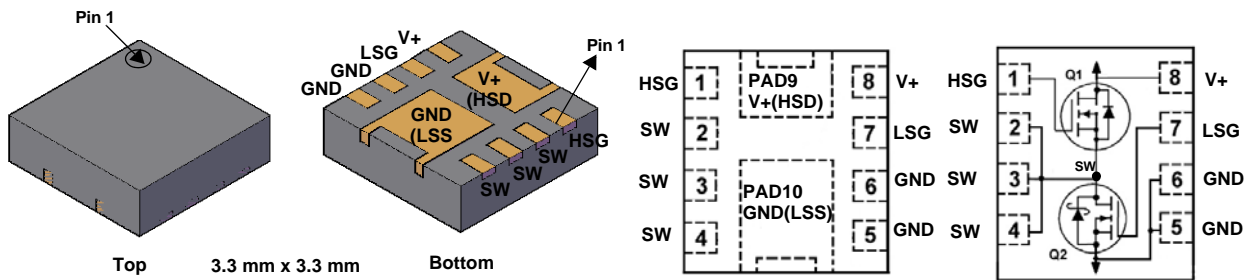 Pin 1
Top
3.3 mm x 3.3 mm
V+
LSG
GND
GND
V+
(HSD
GND
(LSS
Pin 1
HSG
SW
SW
SW
Bottom
HSG
1
SW
2
SW
3
SW
4
PAD9
V+(HSD)
PAD10
GND(LSS)
8
V+
7
LSG
6
GND
5
GND
HSG
1
SW
2
SW
3
SW
4
Q1
SW
Q2
8
V+
7
LSG
6
GND
5
GND